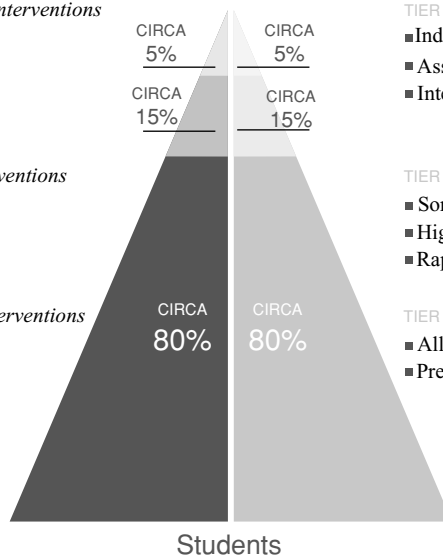 nterventions
CIRCA
5%
CIRCA
5%
CIRCA
15%
CIRCA
15%
ventions
erventions
CIRCA
80%
CIRCA
80%
Students
TIER
Ind
Ass
Inte
TIER
Son
Hig
Rap
TIER
All
Pre